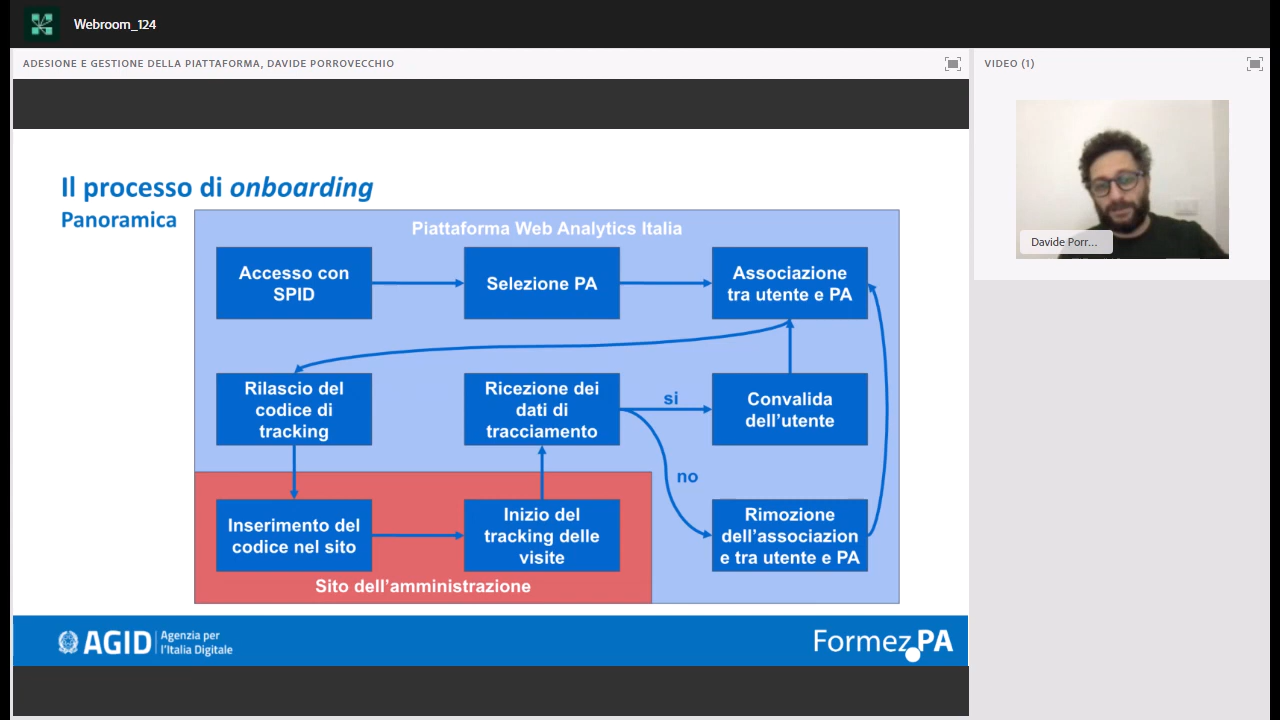 Webroom_124
ADESIONE E GESTIONE DELLA PIATTAFORMA, DAVIDE PORROVECCHIO
VIDEO (1)
Il processo di onboarding
Panoramica
Piattaforma Web Analytics Italia
Accesso con
SPID
Selezione PA
Associazione
tra utente e PA
Rilascio del
codice di
tracking
Ricezione dei
dati di
tracciamento
si
Convalida
dell'utente
no
Inserimento del
codice nel sito
Inizio del
tracking delle
visite
Rimozione
dell'association
e tra utente e PA
Sito dell'amministrazione
AGID
Agenzia per
l'Italia Digitale
Formez PA
Davide Porr...